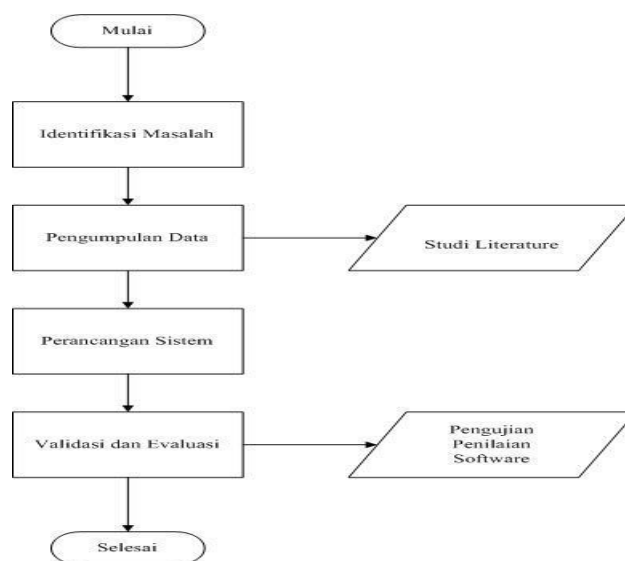 Mulai
Identifikasi Masalah
Pengumpulan Data
Studi Literature
Perancangan Sistem
Validasi dan Evaluasi
Pengujian
Penilaian
Software
Selesai